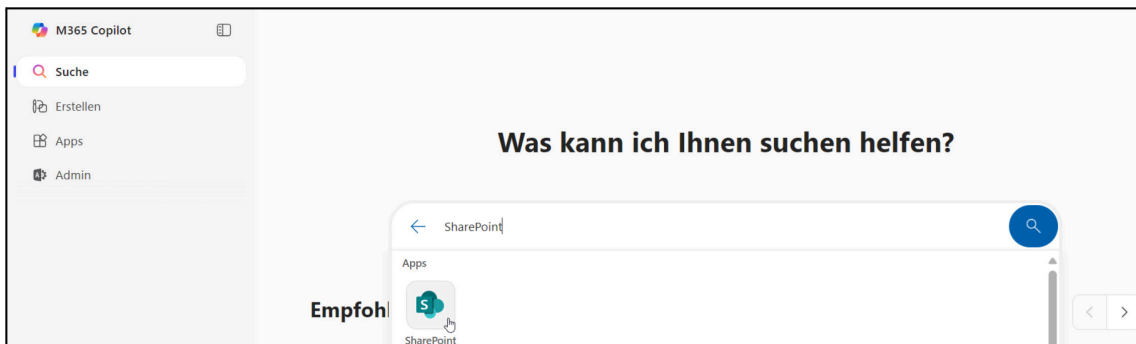 M365 Copilot
Suche
Erstellen
Apps
Admin
Was kann ich Ihnen suchen helfen?
SharePoint
Apps
Empfohl
S
SharePoint